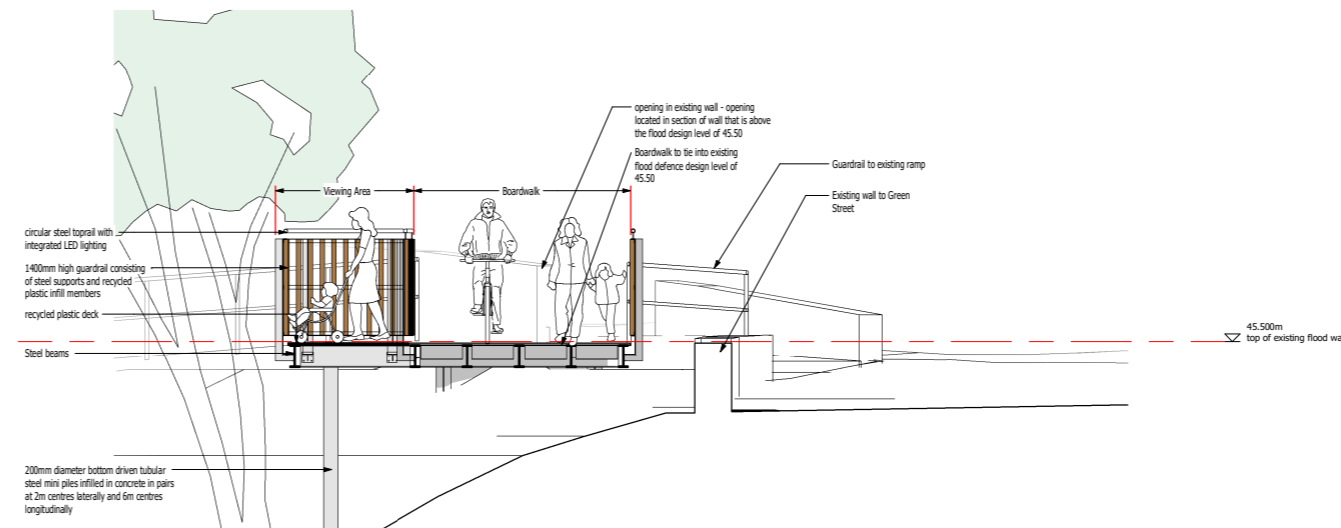 opening in existing wall - opening
located in section of wall that is above
the flood design level of 45.50
Boardwalk to tie into existing
flood defence design level of
45.50
Guardrail to existing ramp
Existing wall to Green
Street
Viewing Area
Boardwalk
circular steel toprail with
integrated LED lighting
1400mm high guardrail consisting
of steel supports and recycled
plastic infill members
recycled plastic deck
Steel beams
45.500m
top of existing flood wa
200mm diameter bottom driven tubular
steel mini piles infilled in concrete in pairs
at 2m centres laterally and 6m centres
longitudinally